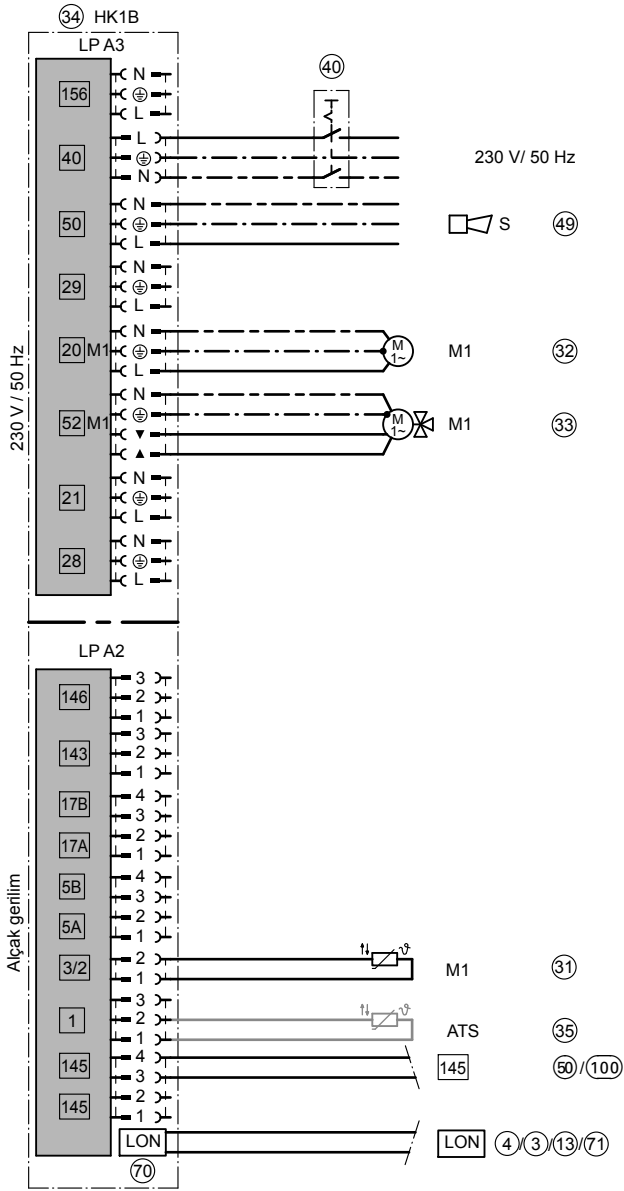 34 HK1B
LP A3
230 V / 50 Hz
156
N
L
40
L
N
40
230 V/ 50 Hz
50
N
L
S 49
29
N
L
20 M1
N
L
M
1~
M1 32
52 M1
N
▼
▲
M
1~
M1 33
21
N
L
28
N
L
LP A2
Alçak gerilim
146
3
2
1
143
3
2
1
17B
4
3
17A
2
1
5B
4
3
5A
2
1
3/2
2
1
ϑ
M1 31
1
3
2
1
ϑ
ATS 35
145
4
3
145 50/100
145
2
1
LON
LON 4/3/13/71
70